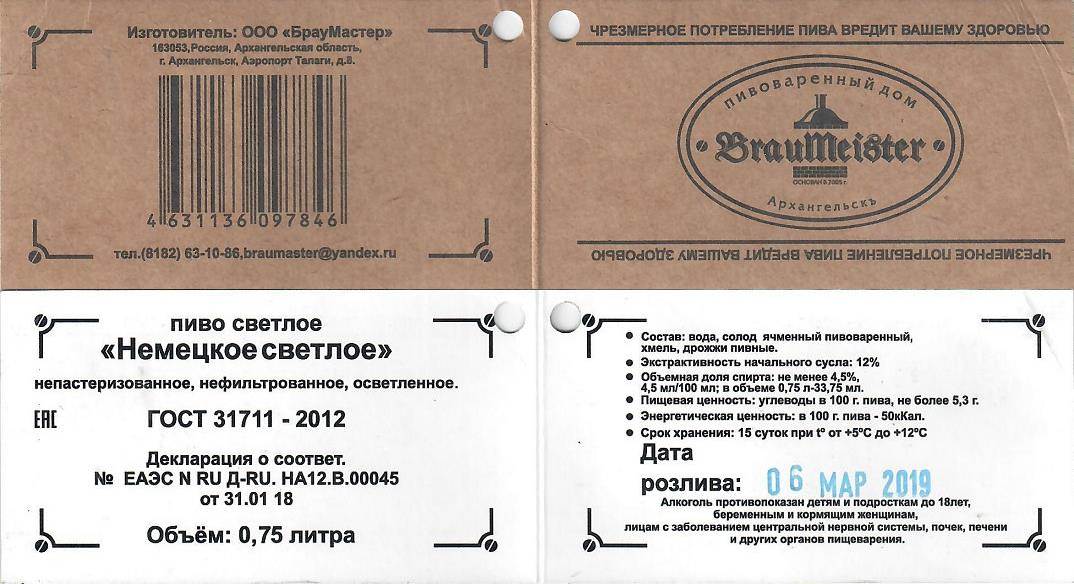 Изготовитель: ООО «БрауМастер»
163053,Россия, Архангельская область,
г. Архангельск, Аэропорт Талаги, д.8.
4 631136 097846
тел.(8182) 63-10-86,braumaster@yandex.ru
ЧРЕЗМЕРНОЕ ПОТРЕБЛЕНИЕ ПИВА ВРЕДИТ ВАШЕМУ ЗДОРОВЬЮ
пивоваренный дом
BrauMeister
ОСНОВАН В 2005 г.
Архангельскъ
ЧРЕЗМЕРНОЕ ПОТРЕБЛЕНИЕ ПИВА ВРЕДИТ ВАШЕМУ ЗДОРОВЬЮ
пиво светлое
«Немецкое светлое»
непастеризованное, нефильтрованное, осветленное.
ЕАС ГОСТ 31711 - 2012
Декларация о соответ.
№ ЕАЭС N RU Д-RU. НА12.В.00045
от 31.01 18
Объём: 0,75 литра
• Состав: вода, солод ячменный пивоваренный,
хмель, дрожжи пивные.
• Экстрактивность начального сусла: 12%
• Объемная доля спирта: не менее 4,5%,
4,5 мл/100 мл; в объеме 0,75 л-33,75 мл.
• Пищевая ценность: углеводы в 100 г. пива, не более 5,3 г.
• Энергетическая ценность: в 100 г. пива - 50кКал.
• Срок хранения: 15 суток при tº от +5ºС до +12ºС
Дата
розлива: 06 МАР 2019
Алкоголь противопоказан детям и подросткам до 18лет,
беременным и кормящим женщинам,
лицам с заболеванием центральной нервной системы, почек, печени
и других органов пищеварения.